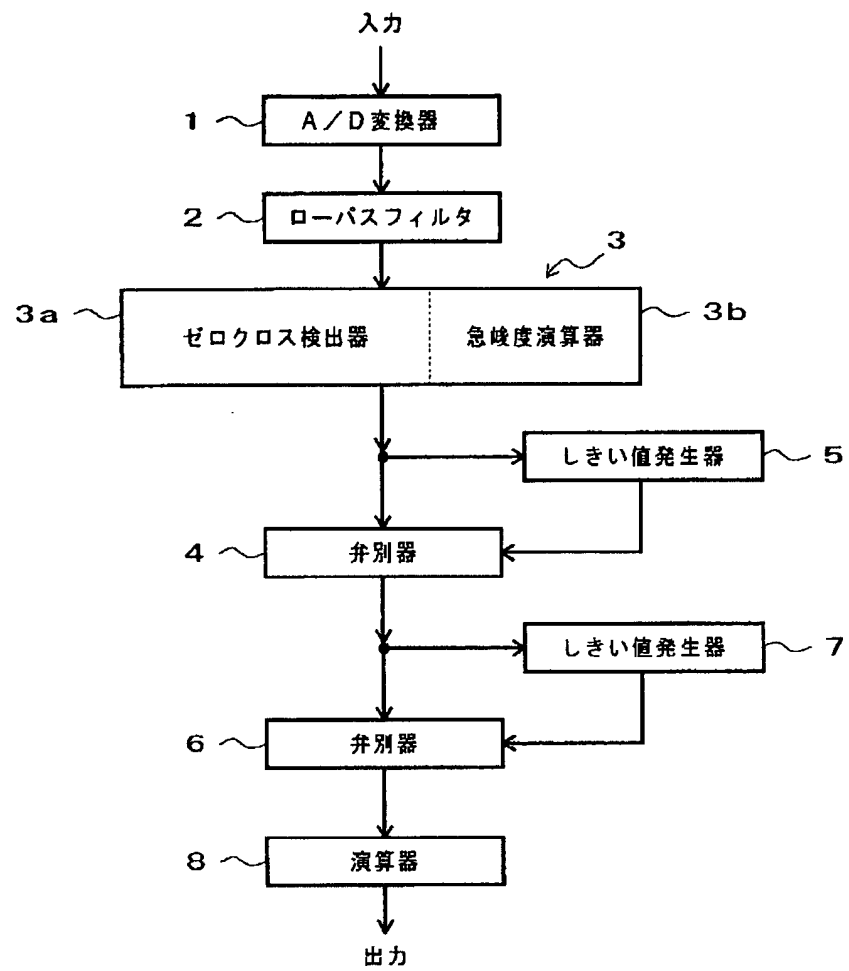 入力
1
A/D変換器
2
ローパスフィルタ
3
3a
ゼロクロス検出器
急峻度演算器
3b
しきい値発生器
5
4
弁別器
しきい値発生器
7
6
弁別器
8
演算器
出力